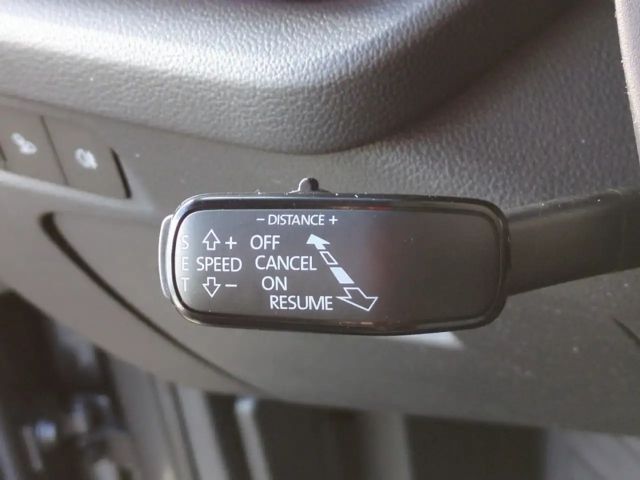 - DISTANCE +
S + OFF
E SPEED CANCEL
T - ON
RESUME